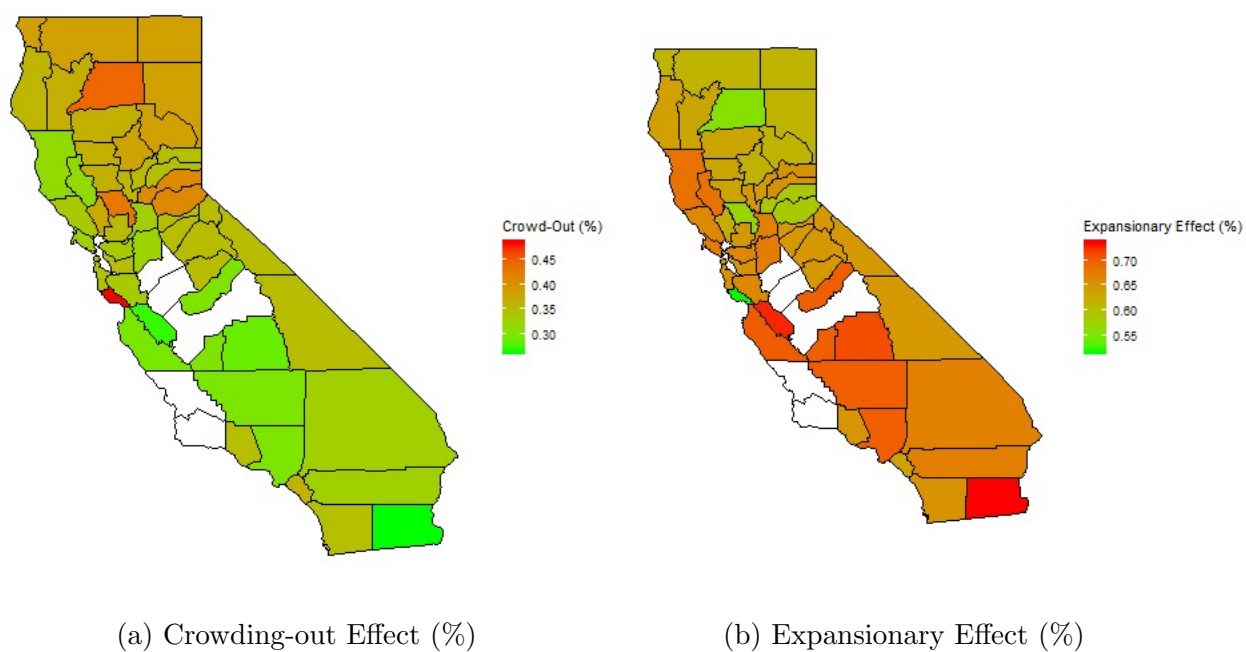 Crowd-Out (%)
0.45
0.40
0.35
0.30
Expansionary Effect (%)
0.70
0.65
0.60
0.55
(a) Crowding-out Effect (%)
(b) Expansionary Effect (%)